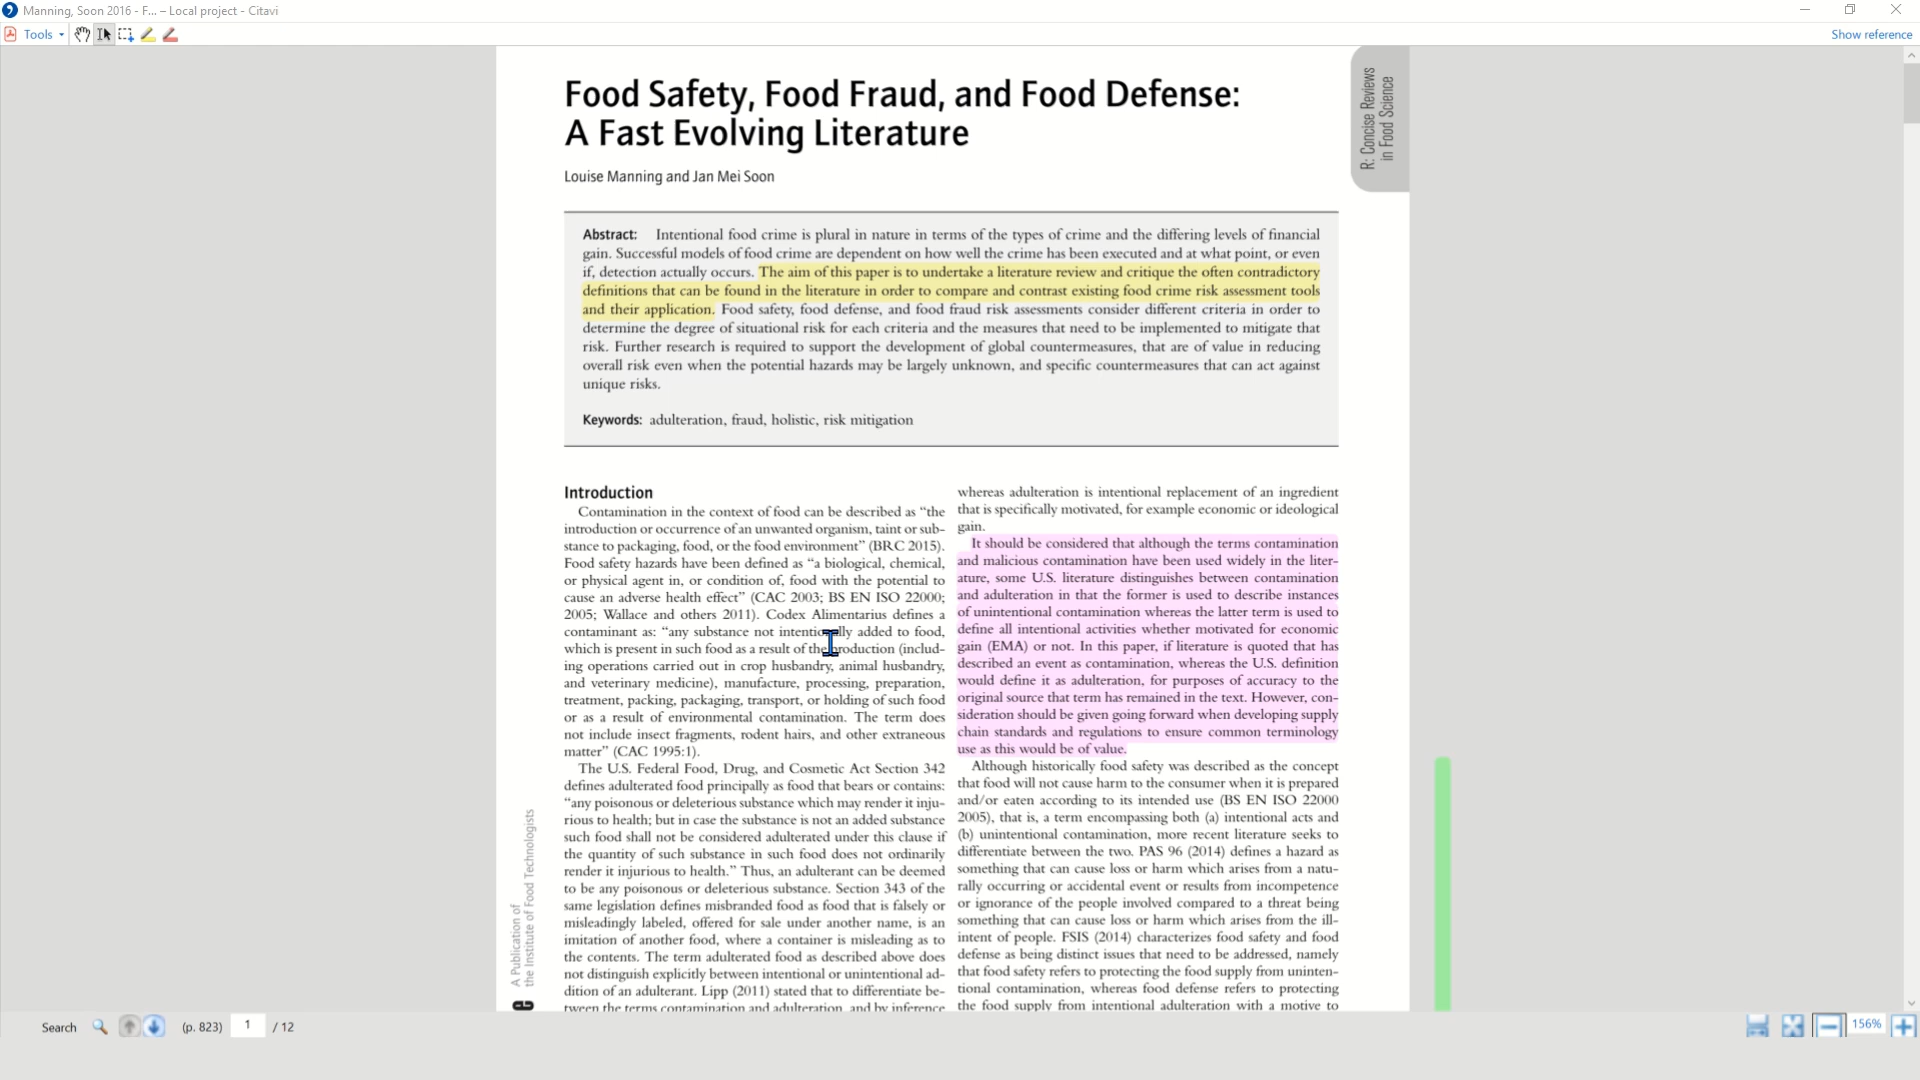 Manning, Soon 2016 - F... – Local project - Citavi
Tools
Show reference
Food Safety, Food Fraud, and Food Defense:
A Fast Evolving Literature
Louise Manning and Jan Mei Soon
R: Concise Reviews
in Food Science
Abstract: Intentional food crime is plural in nature in terms of the types of crime and the differing levels of financial
gain. Successful models of food crime are dependent on how well the crime has been executed and at what point, or even
if, detection actually occurs. The aim of this paper is to undertake a literature review and critique the often contradictory
definitions that can be found in the literature in order to compare and contrast existing food crime risk assessment tools
and their application. Food safety, food defense, and food fraud risk assessments consider different criteria in order to
determine the degree of situational risk for each criteria and the measures that need to be implemented to mitigate that
risk. Further research is required to support the development of global countermeasures, that are of value in reducing
overall risk even when the potential hazards may be largely unknown, and specific countermeasures that can act against
unique risks.
Keywords: adulteration, fraud, holistic, risk mitigation
Introduction
Contamination in the context of food can be described as “the
introduction or occurrence of an unwanted organism, taint or sub-
stance to packaging, food, or the food environment” (BRC 2015).
Food safety hazards have been defined as “a biological, chemical,
or physical agent in, or condition of, food with the potential to
cause an adverse health effect” (CAC 2003; BS EN ISO 22000;
2005; Wallace and others 2011). Codex Alimentarius defines a
contaminant as: “any substance not intentionally added to food,
which is present in such food as a result of the production (includ-
ing operations carried out in crop husbandry, animal husbandry,
and veterinary medicine), manufacture, processing, preparation,
treatment, packing, packaging, transport, or holding of such food
or as a result of environmental contamination. The term does
not include insect fragments, rodent hairs, and other extraneous
matter” (CAC 1995:1).
The U.S. Federal Food, Drug, and Cosmetic Act Section 342
defines adulterated food principally as food that bears or contains:
“any poisonous or deleterious substance which may render it inju-
rious to health; but in case the substance is not an added substance
such food shall not be considered adulterated under this clause if
the quantity of such substance in such food does not ordinarily
render it injurious to health.” Thus, an adulterant can be deemed
to be any poisonous or deleterious substance. Section 343 of the
same legislation defines misbranded food as food that is falsely or
misleadingly labeled, offered for sale under another name, is an
imitation of another food, where a container is misleading as to
the contents. The term adulterated food as described above does
not distinguish explicitly between intentional or unintentional ad-
dition of an adulterant. Lipp (2011) stated that to differentiate be-
tween the terms contamination and adulteration, and by inference
whereas adulteration is intentional replacement of an ingredient
that is specifically motivated, for example economic or ideological
gain.
It should be considered that although the terms contamination
and malicious contamination have been used widely in the liter-
ature, some U.S. literature distinguishes between contamination
and adulteration in that the former is used to describe instances
of unintentional contamination whereas the latter term is used to
define all intentional activities whether motivated for economic
gain (EMA) or not. In this paper, if literature is quoted that has
described an event as contamination, whereas the U.S. definition
would define it as adulteration, for purposes of accuracy to the
original source that term has remained in the text. However, con-
sideration should be given going forward when developing supply
chain standards and regulations to ensure common terminology
use as this would be of value.
Although historically food safety was described as the concept
that food will not cause harm to the consumer when it is prepared
and/or eaten according to its intended use (BS EN ISO 22000
2005), that is, a term encompassing both (a) intentional acts and
(b) unintentional contamination, more recent literature seeks to
differentiate between the two. PAS 96 (2014) defines a hazard as
something that can cause loss or harm which arises from a natu-
rally occurring or accidental event or results from incompetence
or ignorance of the people involved compared to a threat being
something that can cause loss or harm which arises from the ill-
intent of people. FSIS (2014) characterizes food safety and food
defense as being distinct issues that need to be addressed, namely
that food safety refers to protecting the food supply from uninten-
tional contamination, whereas food defense refers to protecting
the food supply from intentional adulteration with a motive to
A Publication of
the Institute of Food Technologists
Search
(p. 823) 1 / 12
156%